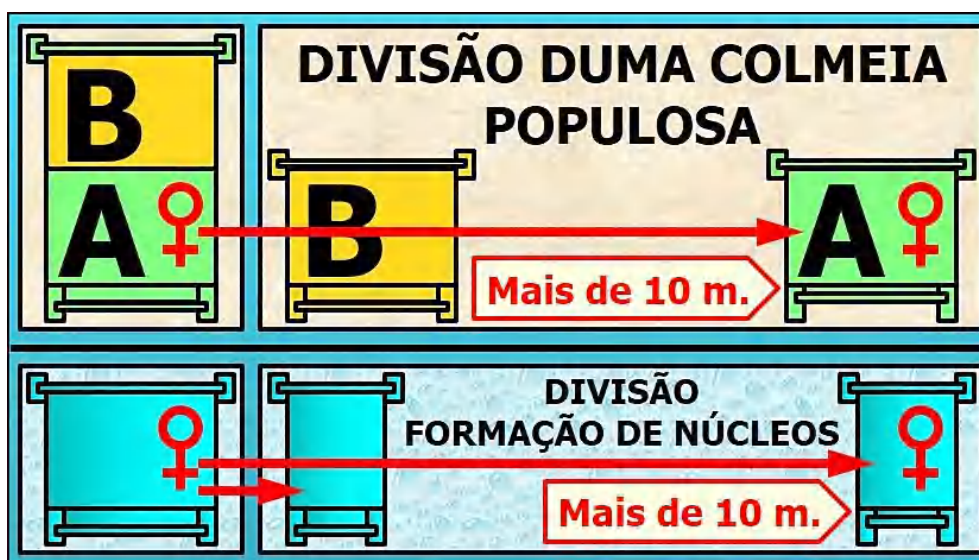 B
A
DIVISÃO DUMA COLMEIA
POPULOSA
B
A
Mais de 10 m.
DIVISÃO
FORMAÇÃO DE NÚCLEOS
Mais de 10 m.